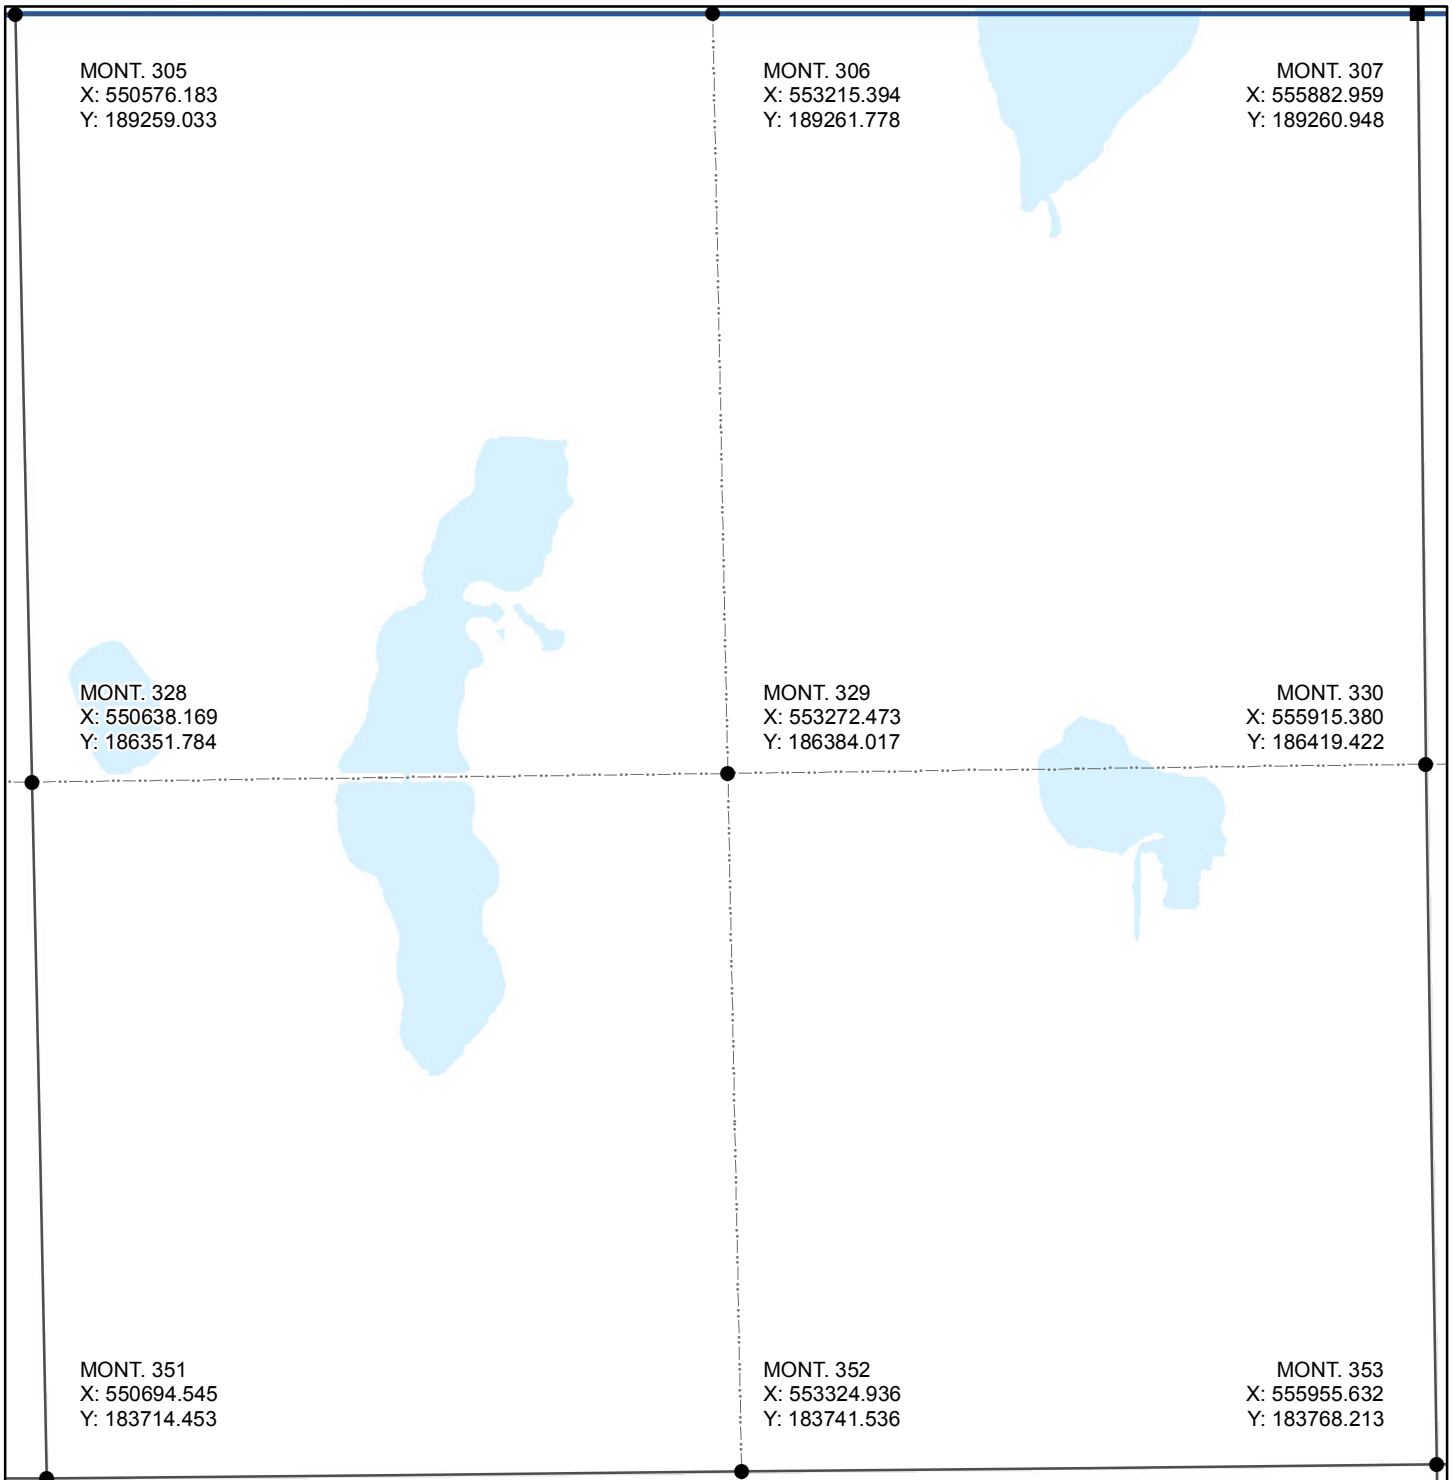 MONT. 305
X: 550576.183
Y: 189259.033
MONT. 306
X: 553215.394
Y: 189261.778
MONT. 307
X: 555882.959
Y: 189260.948
MONT. 328
X: 550638.169
Y: 186351.784
MONT. 329
X: 553272.473
Y: 186384.017
MONT. 330
X: 555915.380
Y: 186419.422
MONT. 351
X: 550694.545
Y: 183714.453
MONT. 352
X: 553324.936
Y: 183741.536
MONT. 353
X: 555955.632
Y: 183768.213